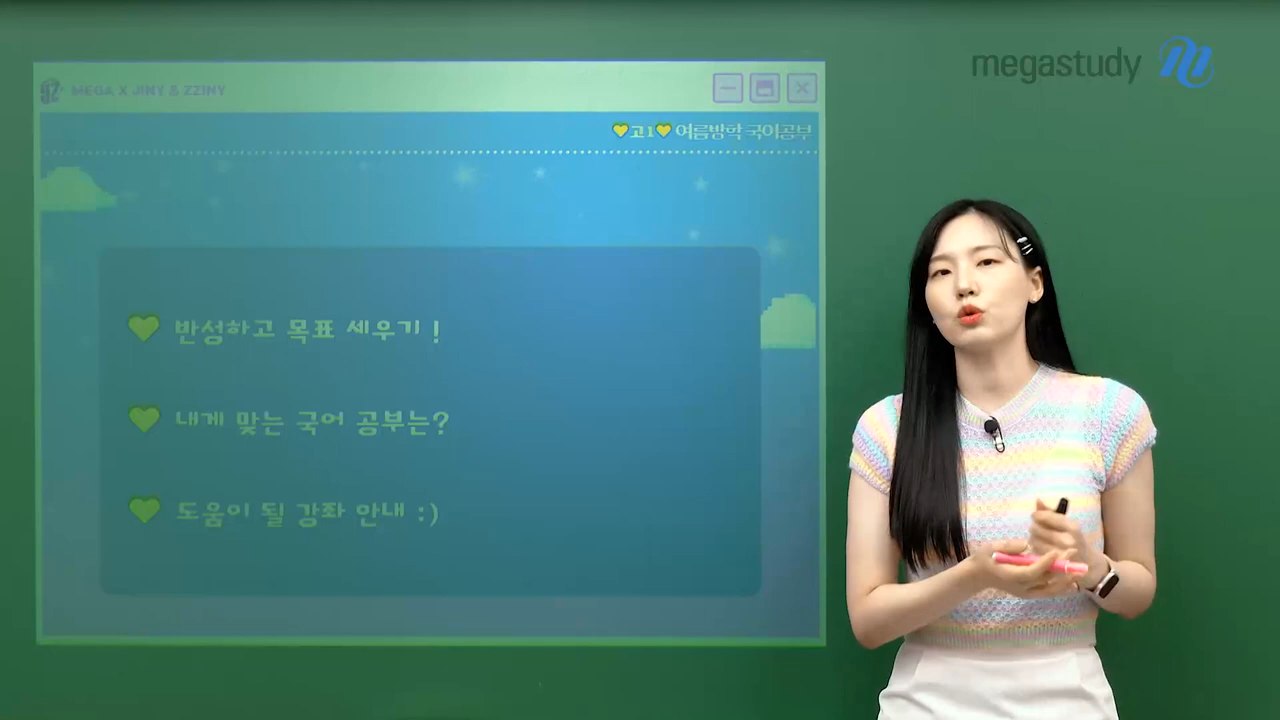 megastudy
MEGA X JINY & ZZINY
💛고1💛 여름방학 국어공부
반성하고 목표 세우기 !
내게 맞는 국어 공부는?
도움이 될 강좌 안내 :)